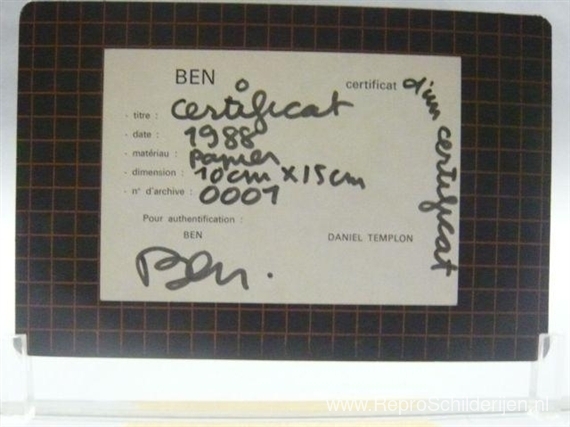 BEN
certificat d'un certificat
- titre : certificat
- date : 1988
- matériau : papier
- dimension : 10cm x 15cm
- n° d'archive : 0001
Pour authentification :
BEN DANIEL TEMPLON
Ben.
www.ReproSchilderijen.nl